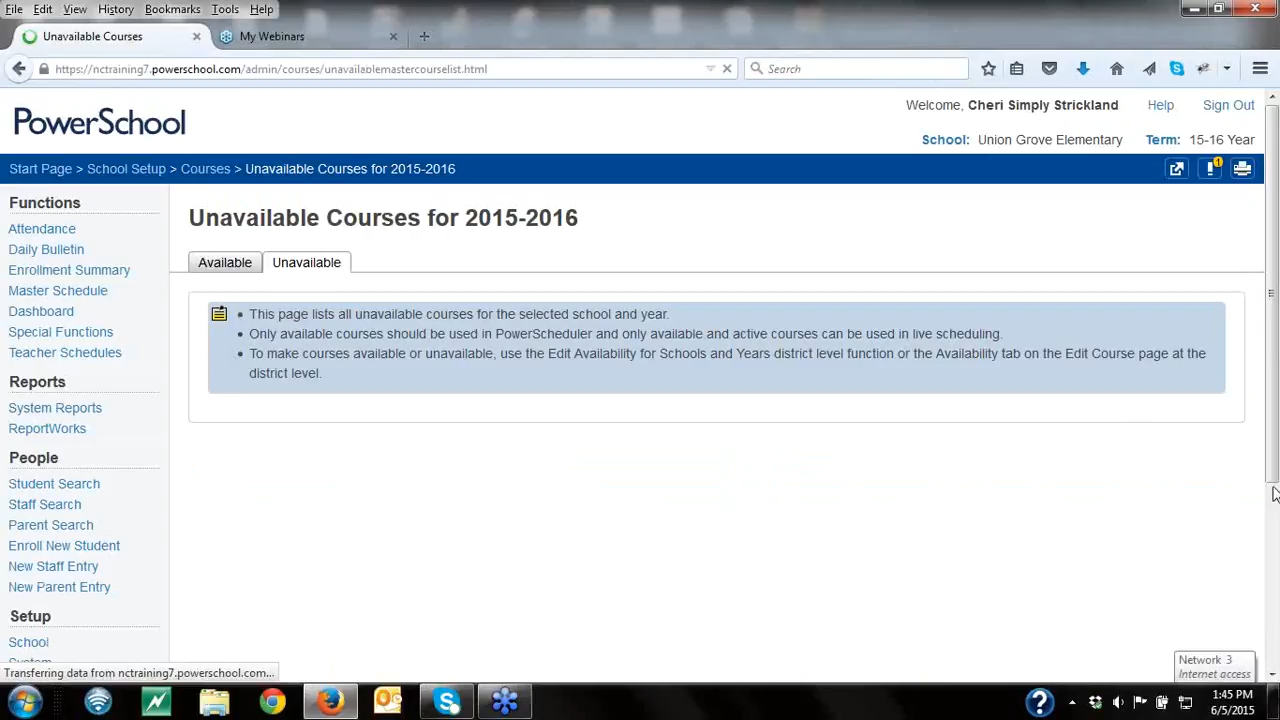 File Edit View History Bookmarks Tools Help
Unavailable Courses × My Webinars × +
https://nctraining7.powerschool.com/admin/courses/unavailablemastercourselist.html Search
PowerSchool
Welcome, Cheri Simply Strickland Help Sign Out
School: Union Grove Elementary Term: 15-16 Year
Start Page > School Setup > Courses > Unavailable Courses for 2015-2016
Functions
Attendance
Daily Bulletin
Enrollment Summary
Master Schedule
Dashboard
Special Functions
Teacher Schedules
Reports
System Reports
ReportWorks
People
Student Search
Staff Search
Parent Search
Enroll New Student
New Staff Entry
New Parent Entry
Setup
School
System
Unavailable Courses for 2015-2016
Available Unavailable
• This page lists all unavailable courses for the selected school and year.
• Only available courses should be used in PowerScheduler and only available and active courses can be used in live scheduling.
• To make courses available or unavailable, use the Edit Availability for Schools and Years district level function or the Availability tab on the Edit Course page at the
district level.
Transferring data from nctraining7.powerschool.com...
Network 3
Internet access
1:45 PM
6/5/2015